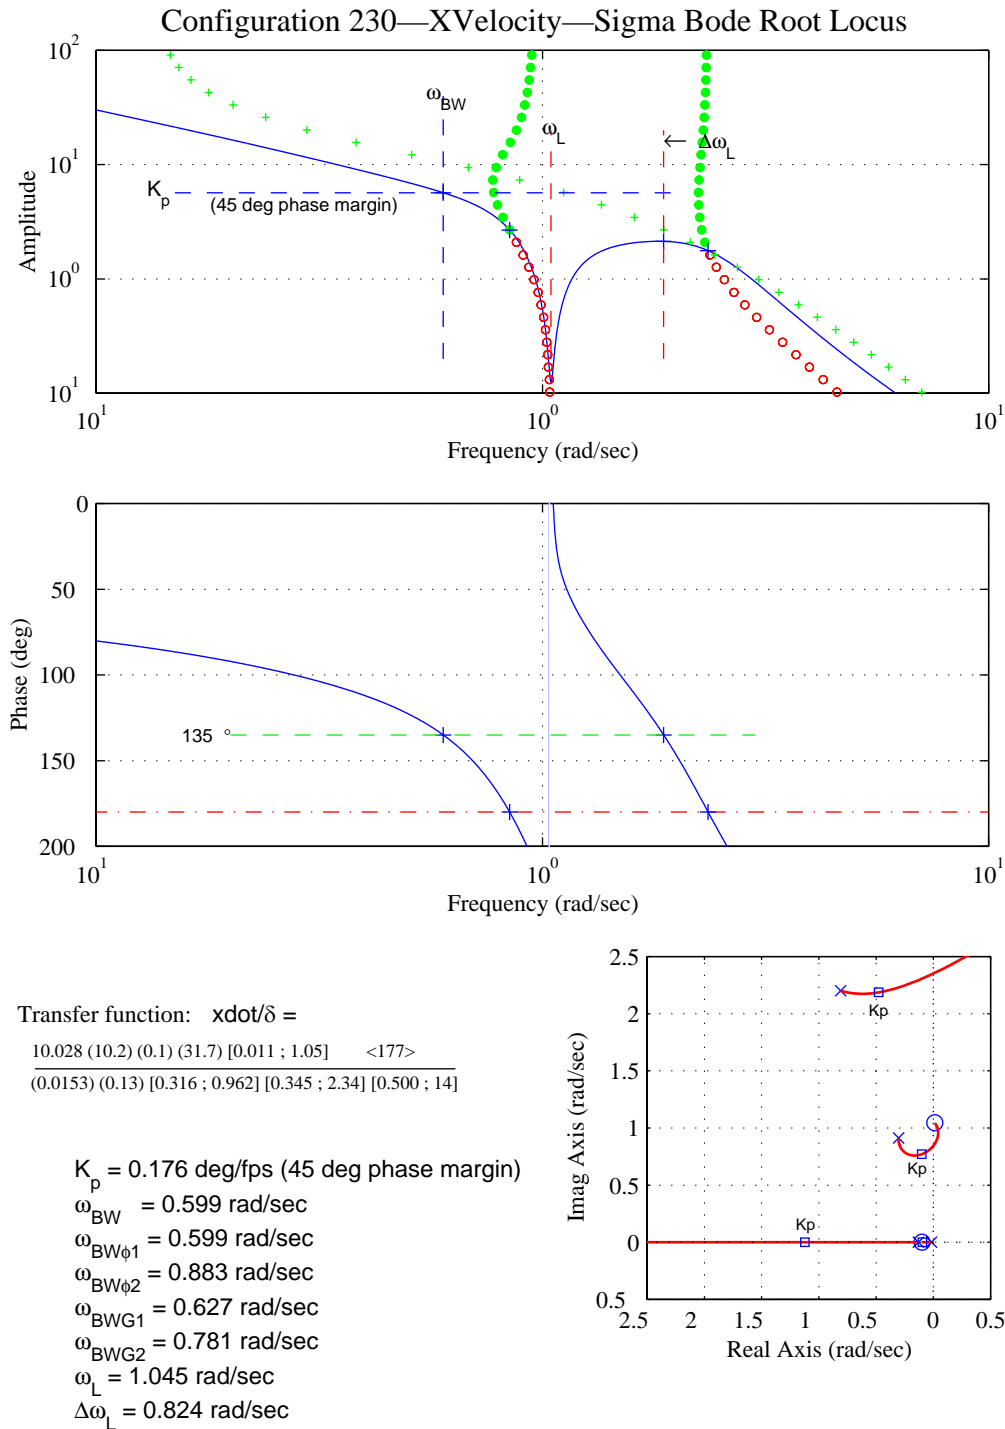 Configuration 230—XVelocity—Sigma Bode Root Locus
10²
10¹
10⁰
10¹
Amplitude
ω_BW
ω_L
← Δω_L
K_p
(45 deg phase margin)
10¹
10⁰
10¹
Frequency (rad/sec)
0
50
100
150
200
Phase (deg)
135 °
10¹
10⁰
10¹
Frequency (rad/sec)
Transfer function: xdot/δ =
10.028 (10.2) (0.1) (31.7) [0.011 ; 1.05] <177>
(0.0153) (0.13) [0.316 ; 0.962] [0.345 ; 2.34] [0.500 ; 14]
K_p = 0.176 deg/fps (45 deg phase margin)
ω_BW = 0.599 rad/sec
ω_BWϕ1 = 0.599 rad/sec
ω_BWϕ2 = 0.883 rad/sec
ω_BWG1 = 0.627 rad/sec
ω_BWG2 = 0.781 rad/sec
ω_L = 1.045 rad/sec
Δω_L = 0.824 rad/sec
2.5
2
1.5
1
0.5
0
0.5
Imag Axis (rad/sec)
Kp
Kp
Kp
2.5 2 1.5 1 0.5 0 0.5
Real Axis (rad/sec)